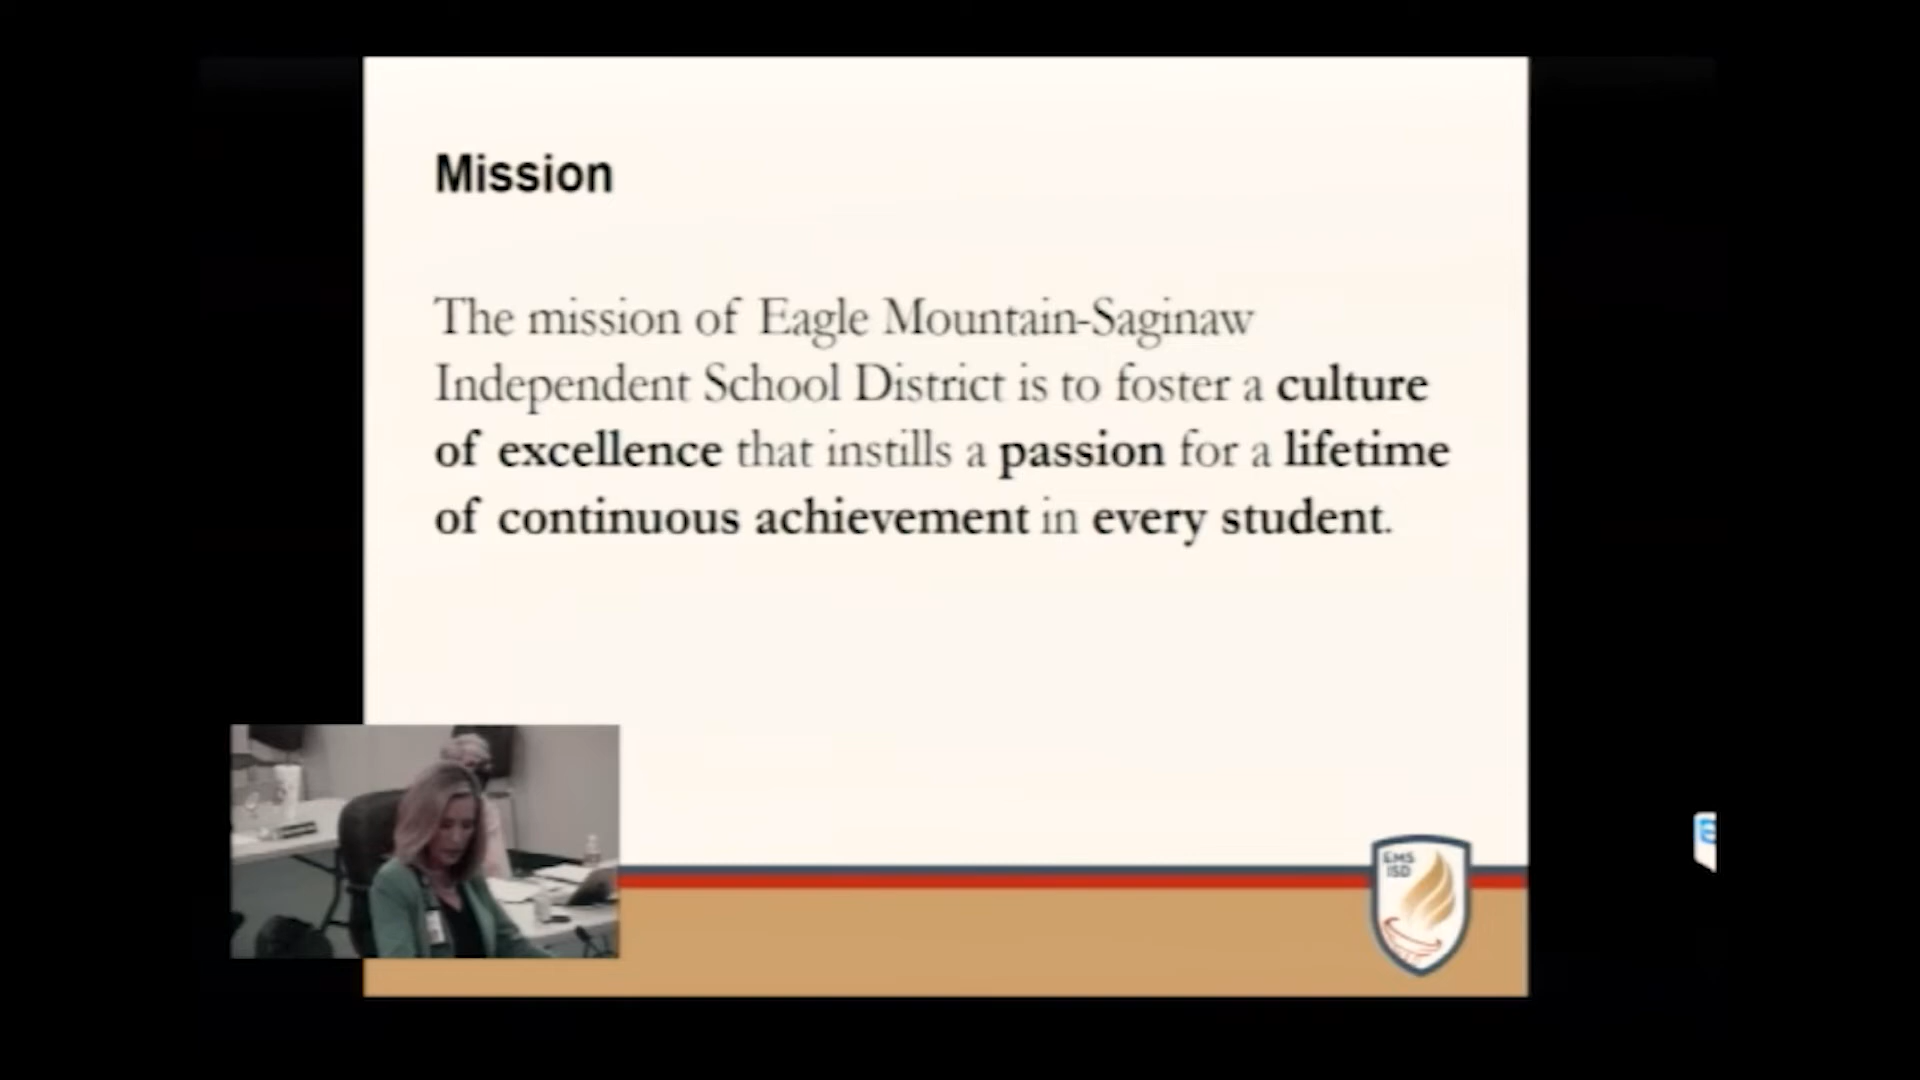 Mission
The mission of Eagle Mountain-Saginaw
Independent School District is to foster a culture
of excellence that instills a passion for a lifetime
of continuous achievement in every student.
EMS
ISD